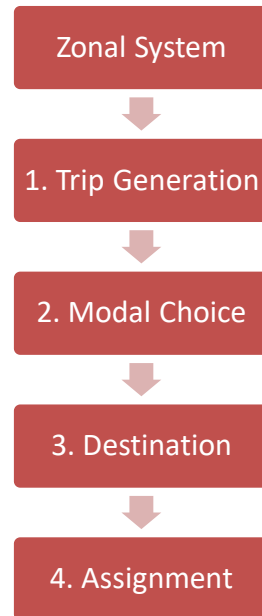 Zonal System
1. Trip Generation
2. Modal Choice
3. Destination
4. Assignment